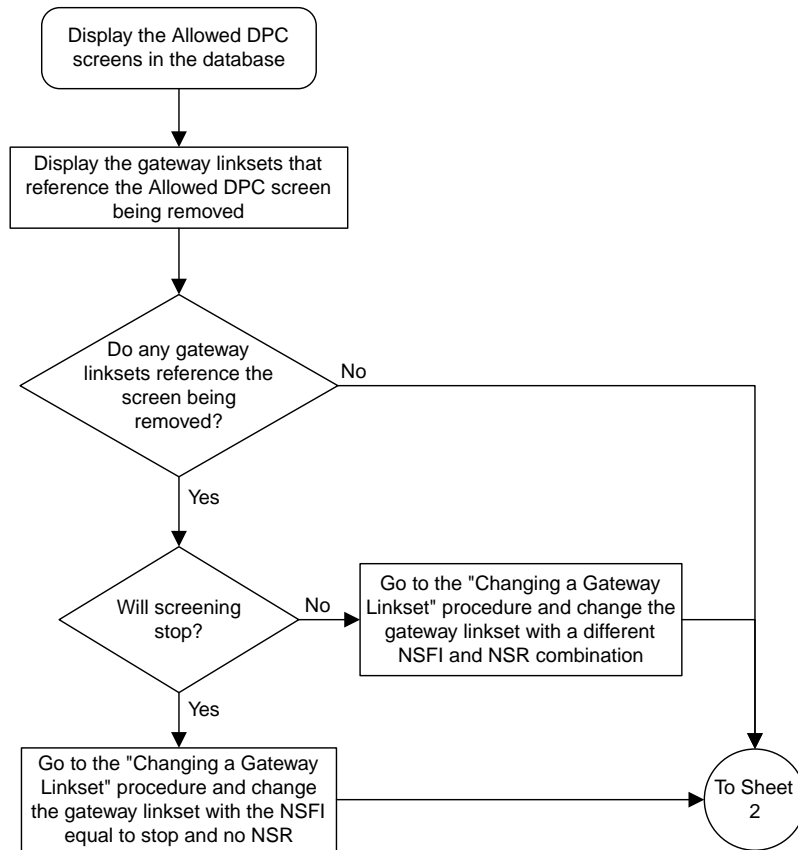 Display the Allowed DPC
screens in the database
Display the gateway linksets that
reference the Allowed DPC screen
being removed
Do any gateway
linksets reference the
screen being
removed?
No
Yes
Will screening
stop?
No
Go to the "Changing a Gateway
Linkset" procedure and change the
gateway linkset with a different
NSFI and NSR combination
Yes
Go to the "Changing a Gateway
Linkset" procedure and change
the gateway linkset with the NSFI
equal to stop and no NSR
To Sheet
2